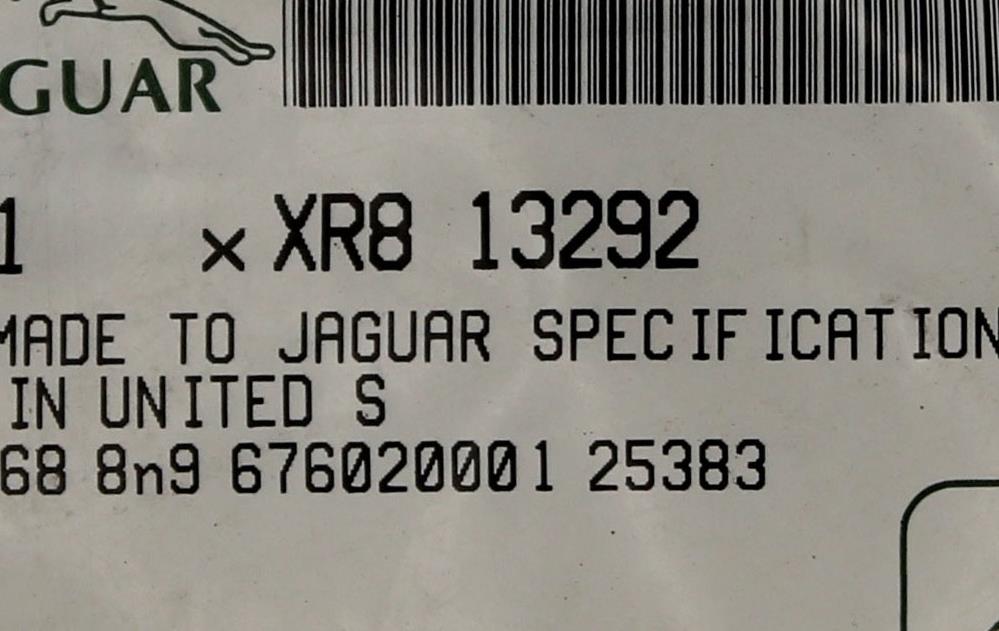 GUAR
1 x XR8 13292
MADE TO JAGUAR SPECIFICATION
IN UNITED S
68 8n9 676020001 25383